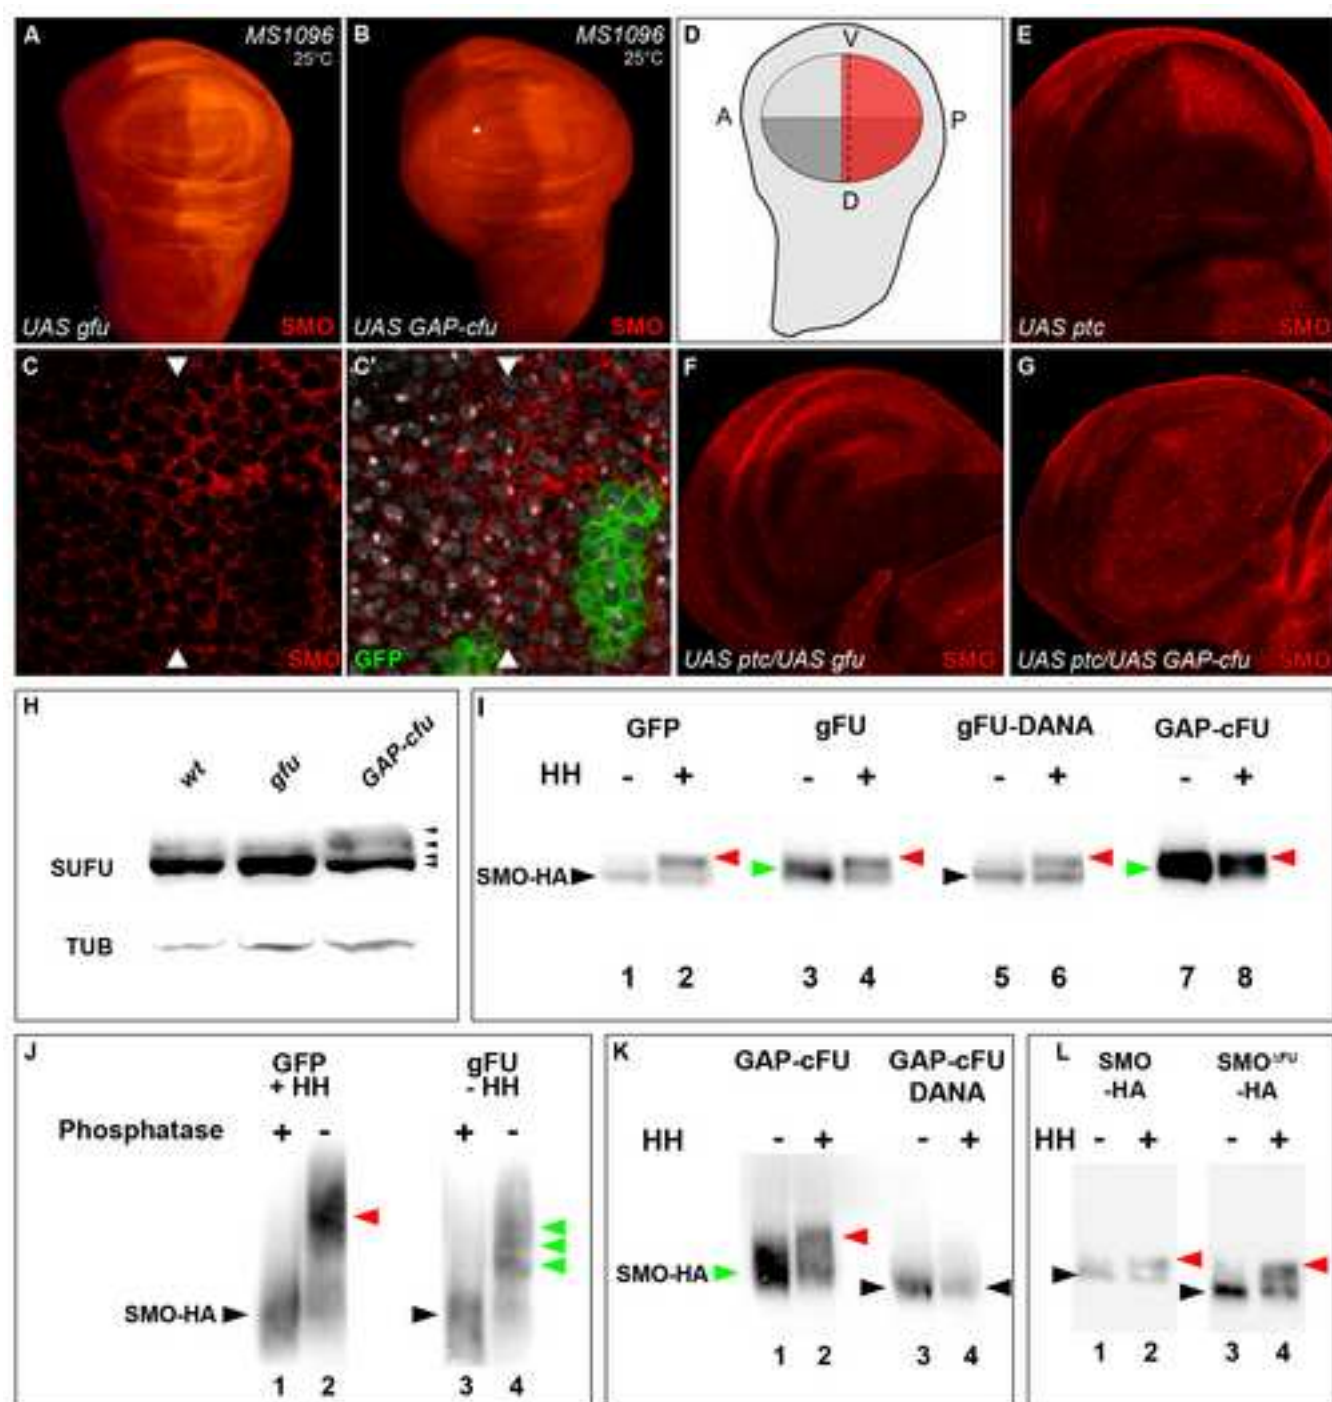 A MS1096
25°C
UAS gfu SMO
B MS1096
25°C
UAS GAP-cfu SMO
D V
A P
D
E
UAS ptc SMO
C
SMO
C'
GFP
F
UAS ptc/UAS gfu SMO
G
UAS ptc/UAS GAP-cfu SMO
H
wt gfu GAP-cfu
SUFU
TUB
I GFP gFU gFU-DANA GAP-cFU
HH - + - + - + - +
SMO-HA
1 2 3 4 5 6 7 8
J GFP gFU
+ HH - HH
Phosphatase + - + -
SMO-HA
1 2 3 4
K GAP-cFU GAP-cFU
DANA
HH - + - +
SMO-HA
1 2 3 4
L SMO SMOΔFU
-HA -HA
HH - + - +
1 2 3 4